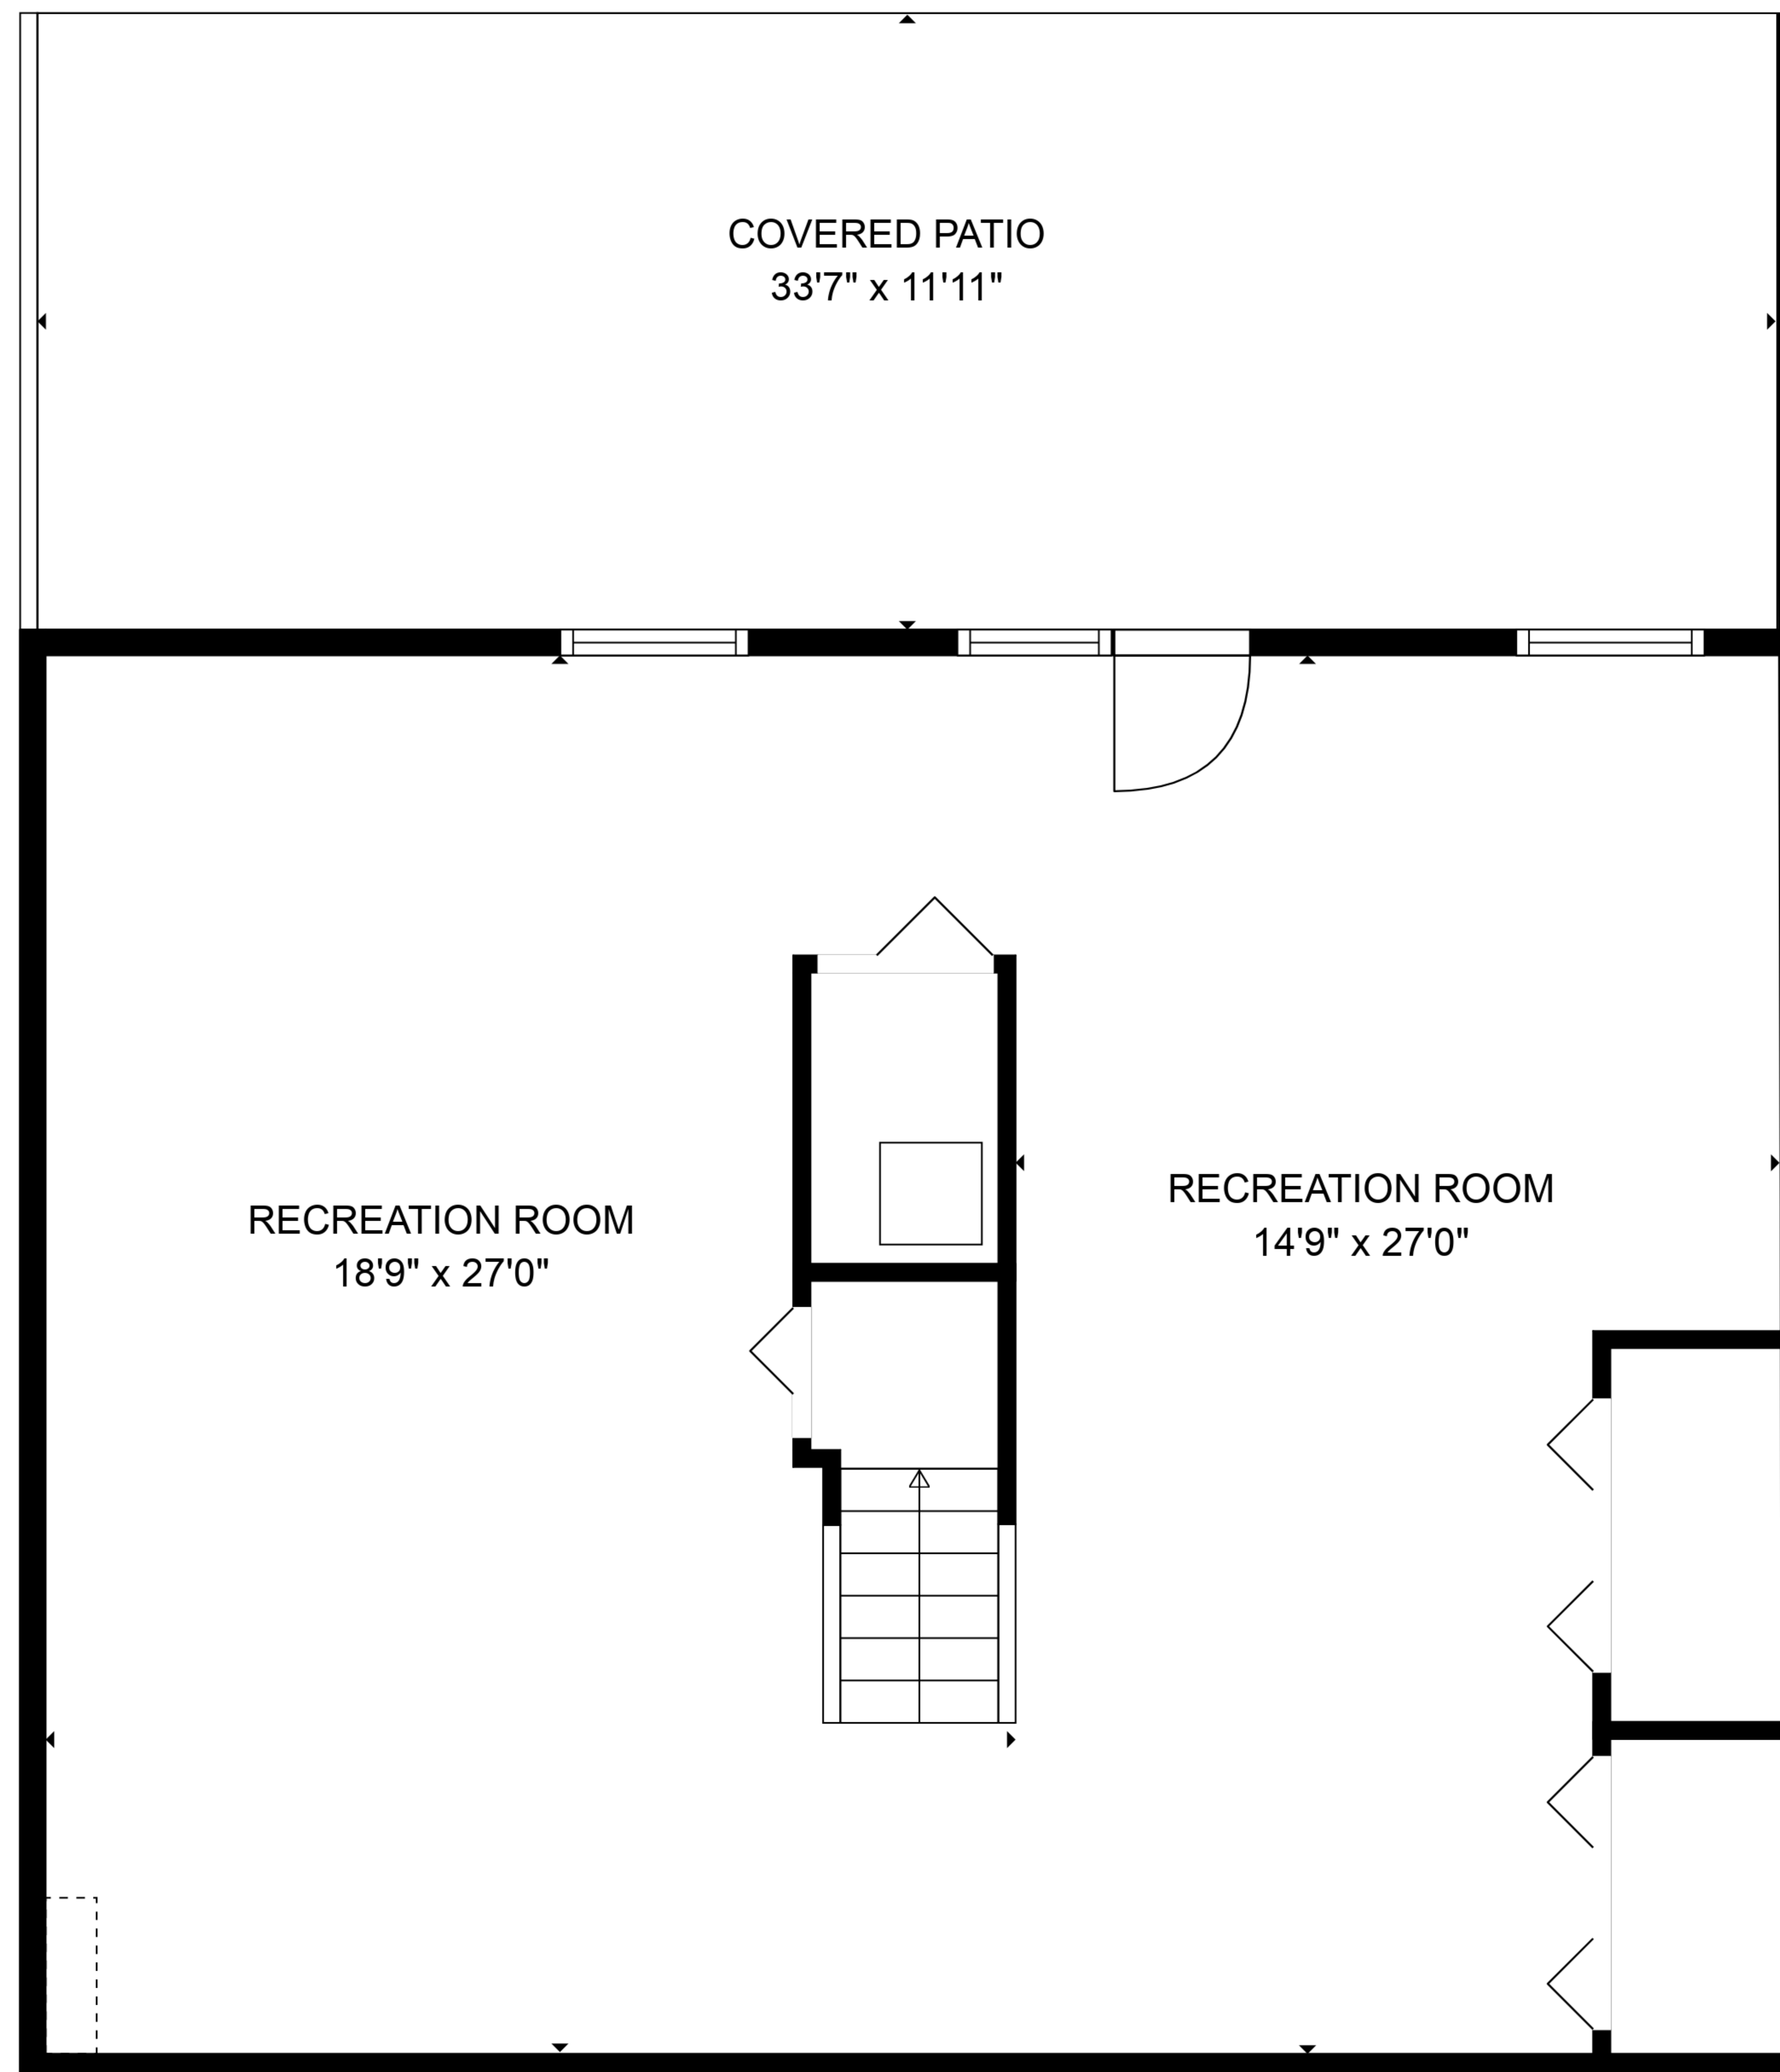 COVERED PATIO
33'7" x 11'11"
RECREATION ROOM
18'9" x 27'0"
RECREATION ROOM
14'9" x 27'0"